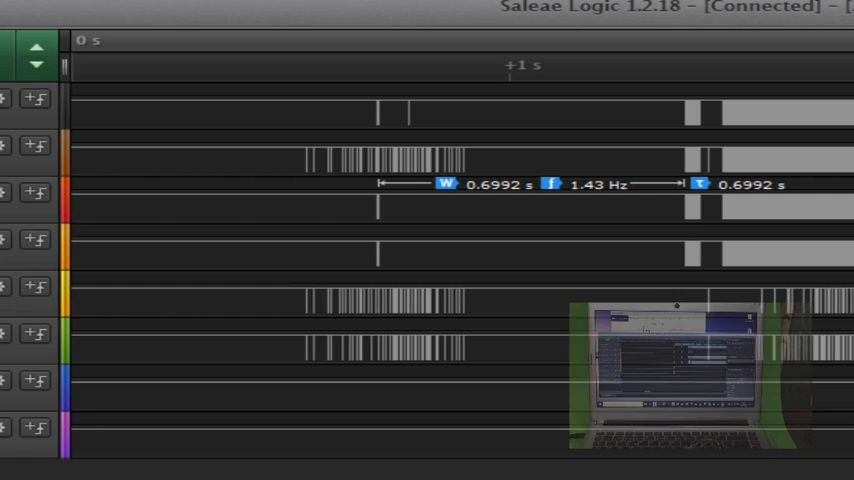 Saleae Logic 1.2.18 – [Connected] – [
0 s
+1 s
W 0.6992 s f 1.43 Hz τ 0.6992 s